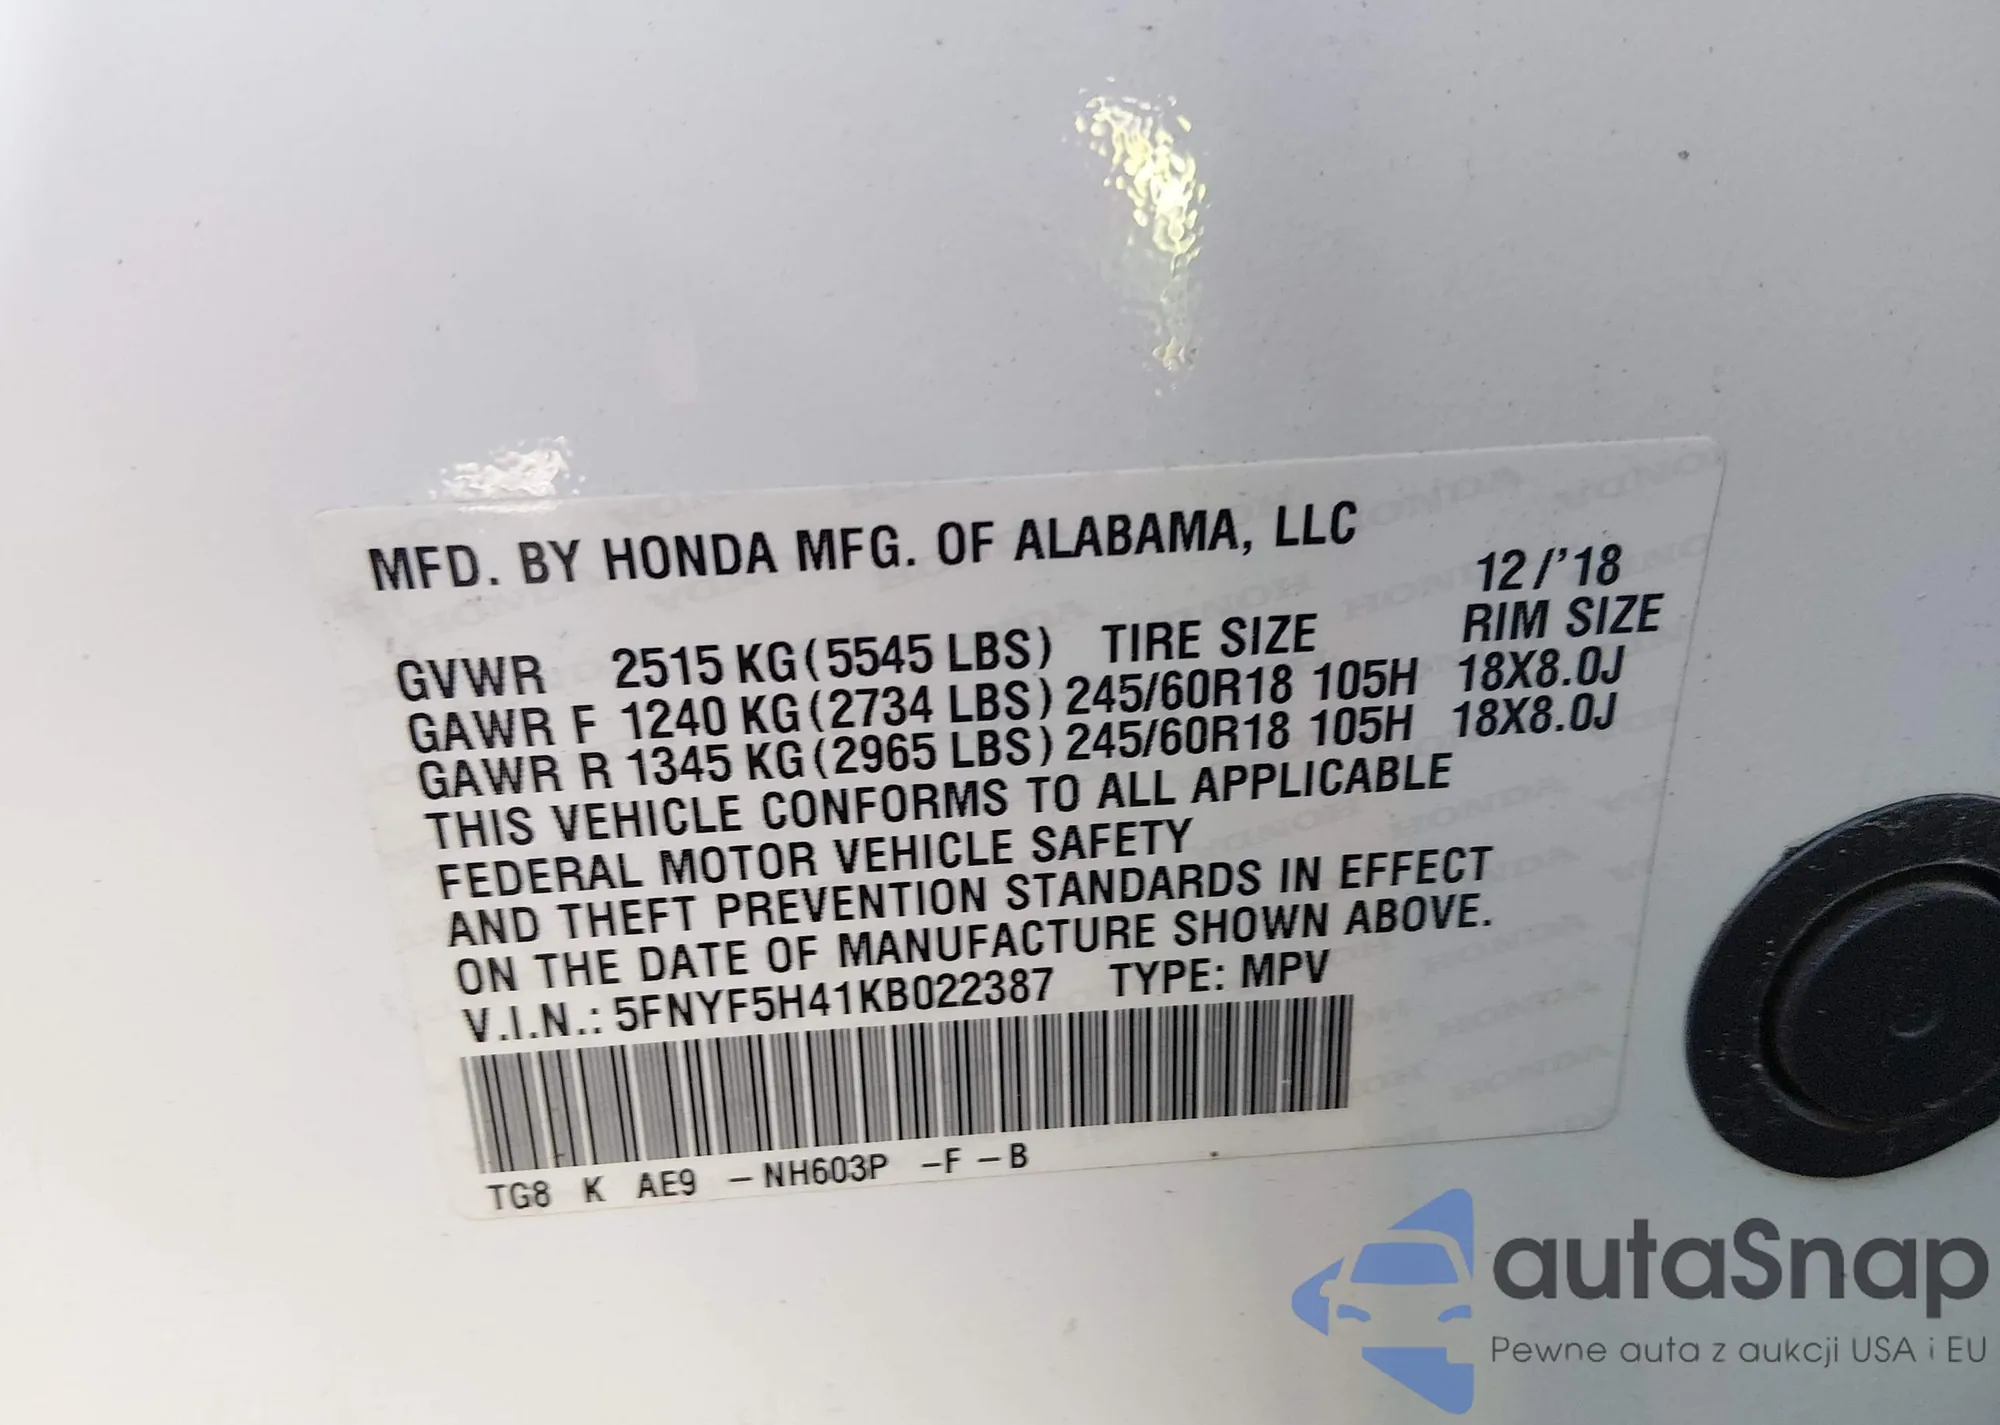 MFD. BY HONDA MFG. OF ALABAMA, LLC
12/'18
GVWR 2515 KG (5545 LBS) TIRE SIZE RIM SIZE
GAWR F 1240 KG (2734 LBS) 245/60R18 105H 18X8.0J
GAWR R 1345 KG (2965 LBS) 245/60R18 105H 18X8.0J
THIS VEHICLE CONFORMS TO ALL APPLICABLE
FEDERAL MOTOR VEHICLE SAFETY
AND THEFT PREVENTION STANDARDS IN EFFECT
ON THE DATE OF MANUFACTURE SHOWN ABOVE.
V.I.N.: 5FNYF5H41KB022387 TYPE: MPV
TG8 K AE9 – NH603P – F – B
autaSnap
Pewne auta z aukcji USA i EU